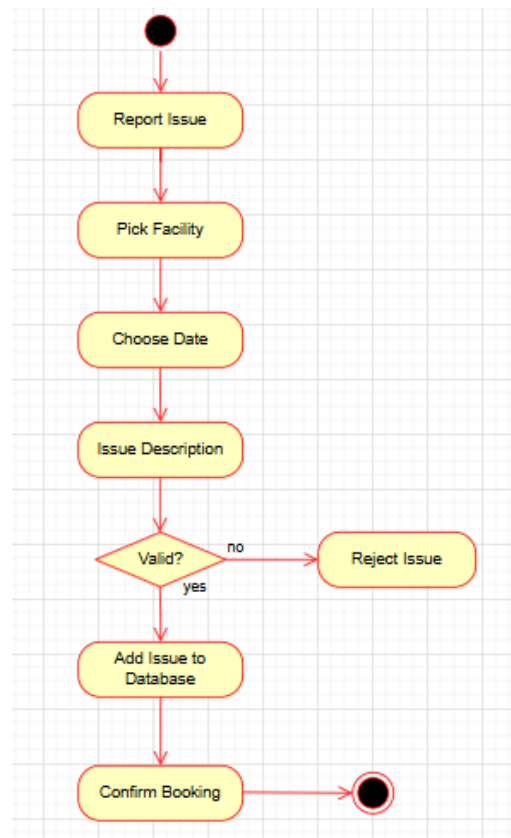 Report Issue
Pick Facility
Choose Date
Issue Description
Valid?
no
Reject Issue
yes
Add Issue to
Database
Confirm Booking